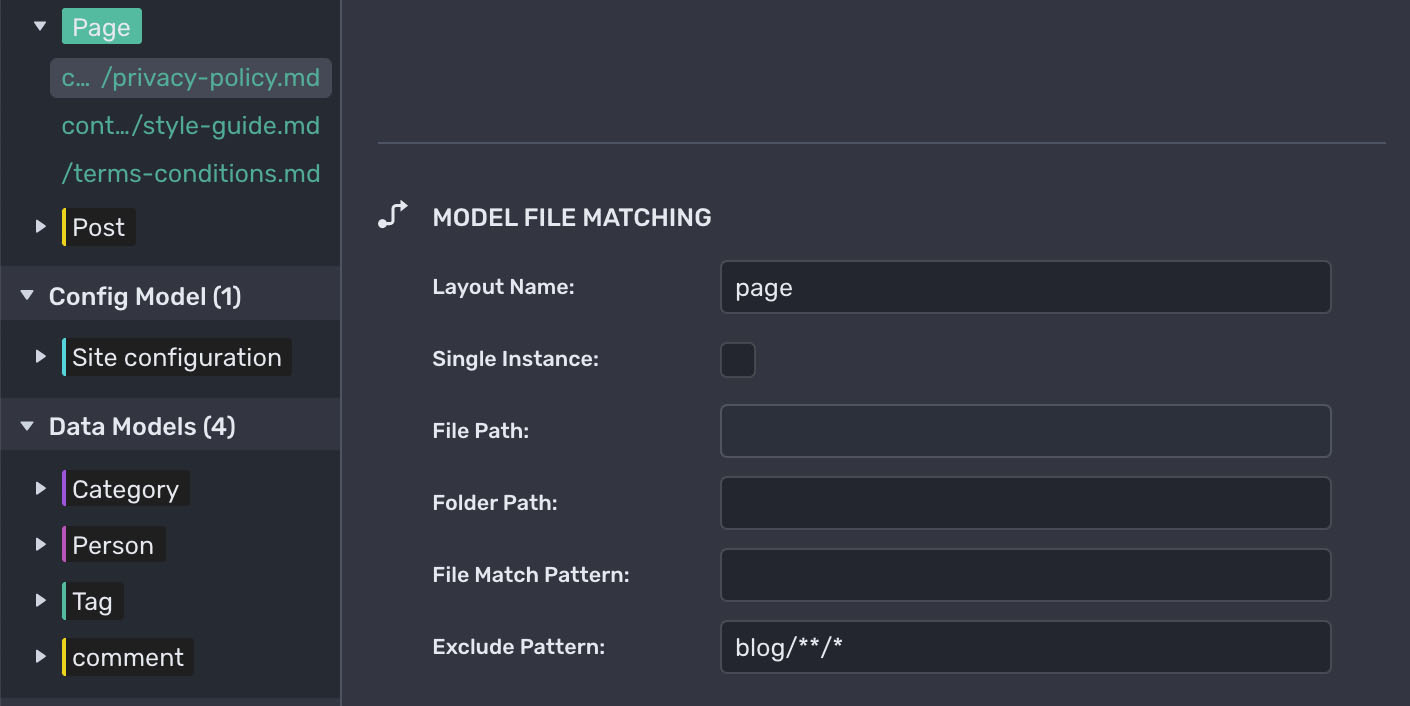 Page
c... /privacy-policy.md
cont.../style-guide.md
/terms-conditions.md
Post
Config Model (1)
Site configuration
Data Models (4)
Category
Person
Tag
comment
MODEL FILE MATCHING
Layout Name: page
Single Instance:
File Path:
Folder Path:
File Match Pattern:
Exclude Pattern: blog/**/*